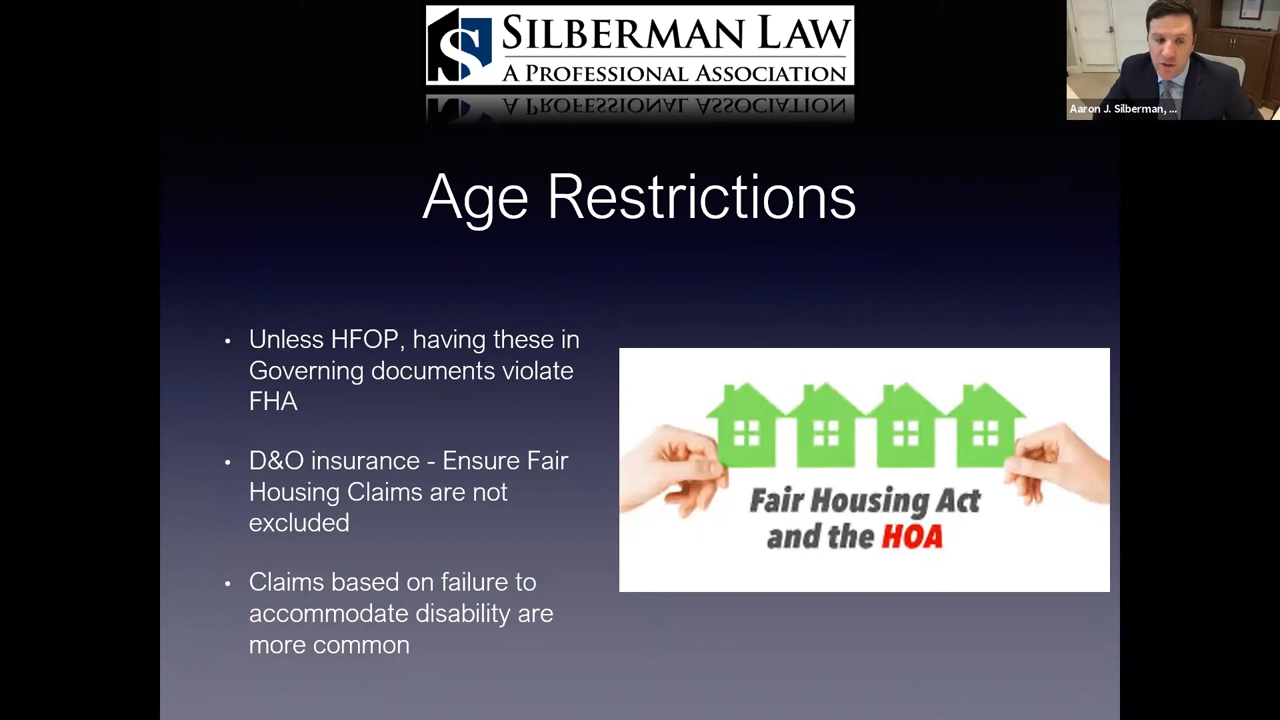 SILBERMAN LAW
A PROFESSIONAL ASSOCIATION
A PROFESSIONAL ASSOCIATION
Aaron J. Silberman, ...
Age Restrictions
• Unless HFOP, having these in
Governing documents violate
FHA
• D&O insurance - Ensure Fair
Housing Claims are not
excluded
• Claims based on failure to
accommodate disability are
more common
Fair Housing Act
and the HOA